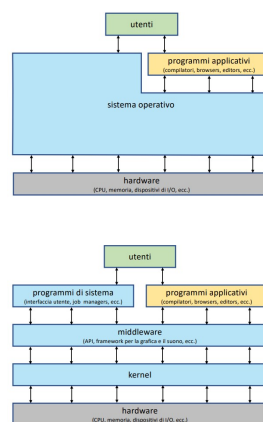 utenti
programmi applicativi
(compilatori, browsers, editors, ecc.)
sistema operativo
hardware
(CPU, memoria, dispositivi di I/O, ecc.)
utenti
programmi di sistema
(interfaccia utente, job managers, ecc.)
programmi applicativi
(compilatori, browsers, editors, ecc.)
middleware
(API, framework per la grafica e il suono, ecc.)
kernel
hardware
(CPU, memoria, dispositivi di I/O, ecc.)